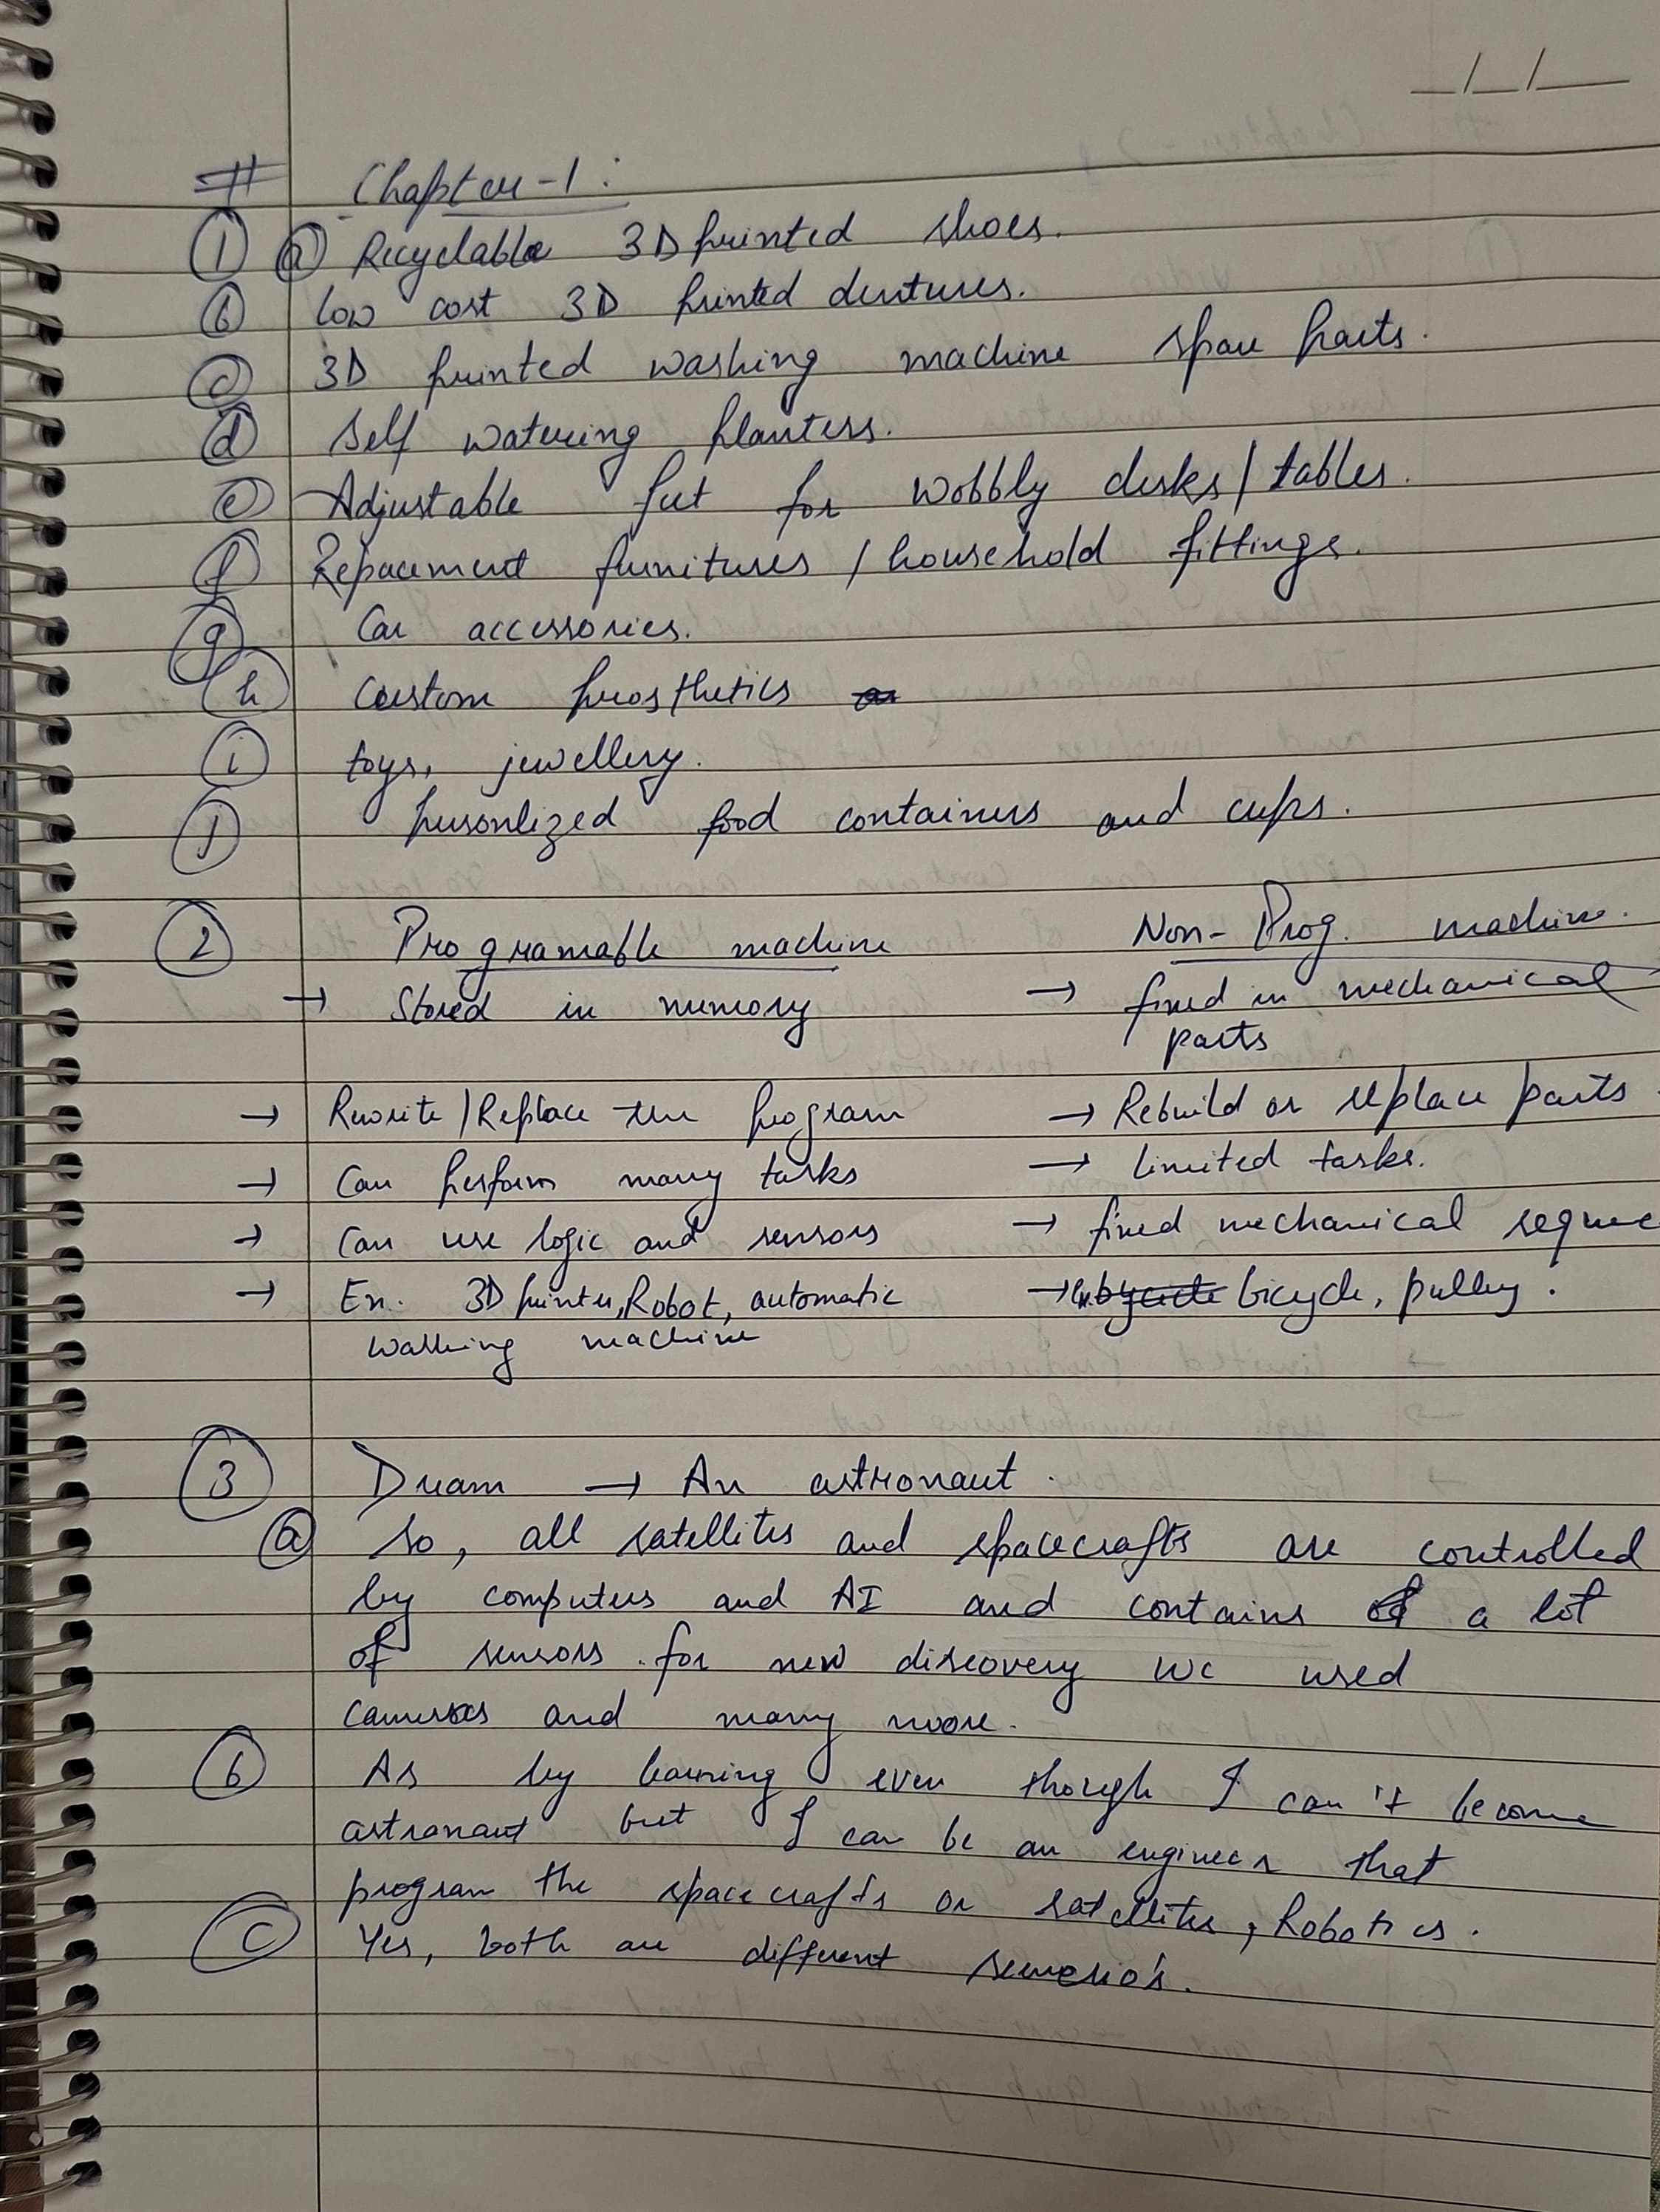 _/_/_
# Chapter-1:
① ⓐ Recyclable 3D printed shoes.
ⓑ low cost 3D printed dentures.
ⓒ 3D printed washing machine spare parts.
ⓓ Self watering planters.
ⓔ Adjustable feet for wobbly desks/tables.
ⓕ Repacement furnitures / household fittings.
ⓖ Car accessories.
ⓗ Custom prosthetics
ⓘ toys, jewellery.
ⓙ personlized food containers and cups.
② Programable machine Non-Prog. machine.
→ Stored in memory → fixed in mechanical
parts
→ Rewrite/Replace the program → Rebuild or replace parts.
→ Can perform many tasks → limited tasks.
→ Can use logic and sensors → fixed mechanical
→ Ex. 3D printer, Robot, automatic → bicycle, pulley.
washing machine
③ Dream → An astronaut.
ⓐ so, all satellites and spacecrafts are controlled
by computers and AI and contains a lot
of sensors. for new discovery we used
cameras and many more.
ⓑ As by learning even though I can't become
astronaut but I can be an engineer that
program the spacecrafts or satellites, Robotics.
ⓒ Yes, both are different